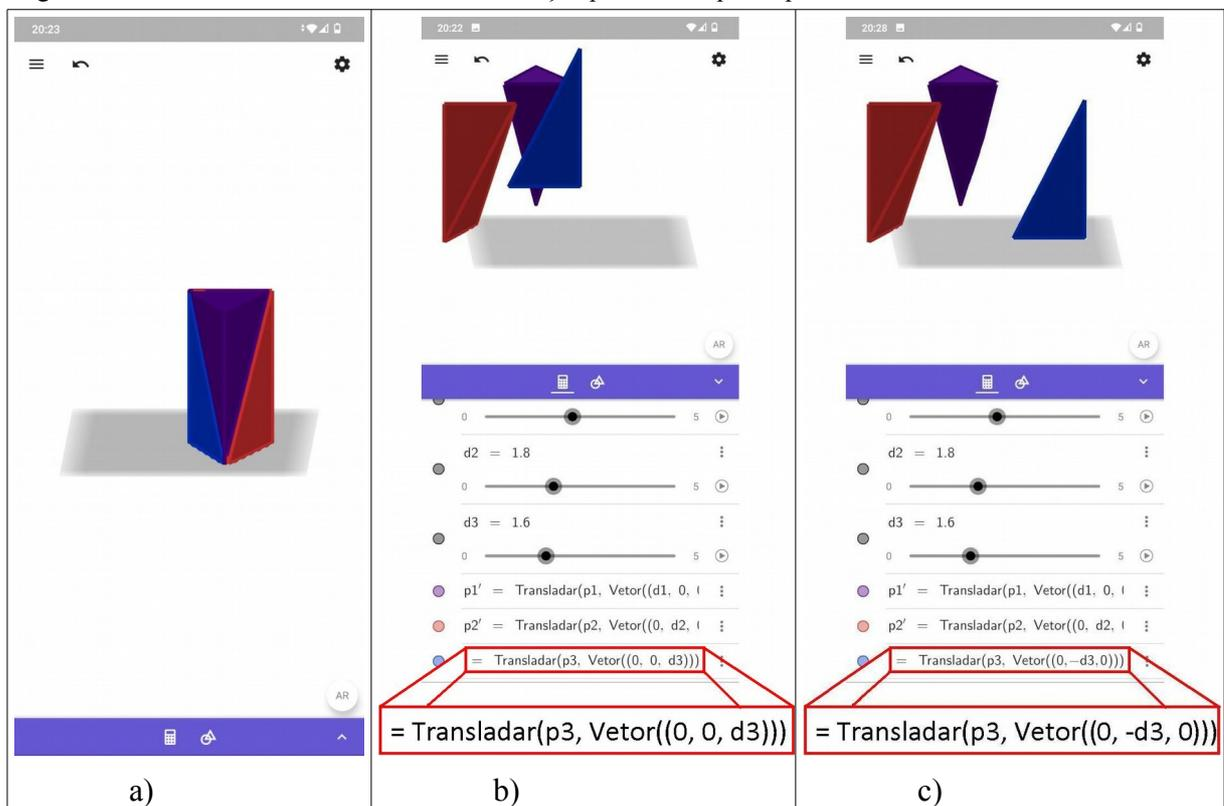 20:23
AR
a)
20:22
AR
0 5
d2 = 1.8
0 5
d3 = 1.6
0 5
p1′ = Transladar(p1, Vetor((d1, 0, (
p2′ = Transladar(p2, Vetor((0, d2, (
= Transladar(p3, Vetor((0, 0, d3)))
= Transladar(p3, Vetor((0, 0, d3)))
b)
20:28
AR
0 5
d2 = 1.8
0 5
d3 = 1.6
0 5
p1′ = Transladar(p1, Vetor((d1, 0, (
p2′ = Transladar(p2, Vetor((0, d2, (
= Transladar(p3, Vetor((0,−d3,0)))
= Transladar(p3, Vetor((0, -d3, 0)))
c)